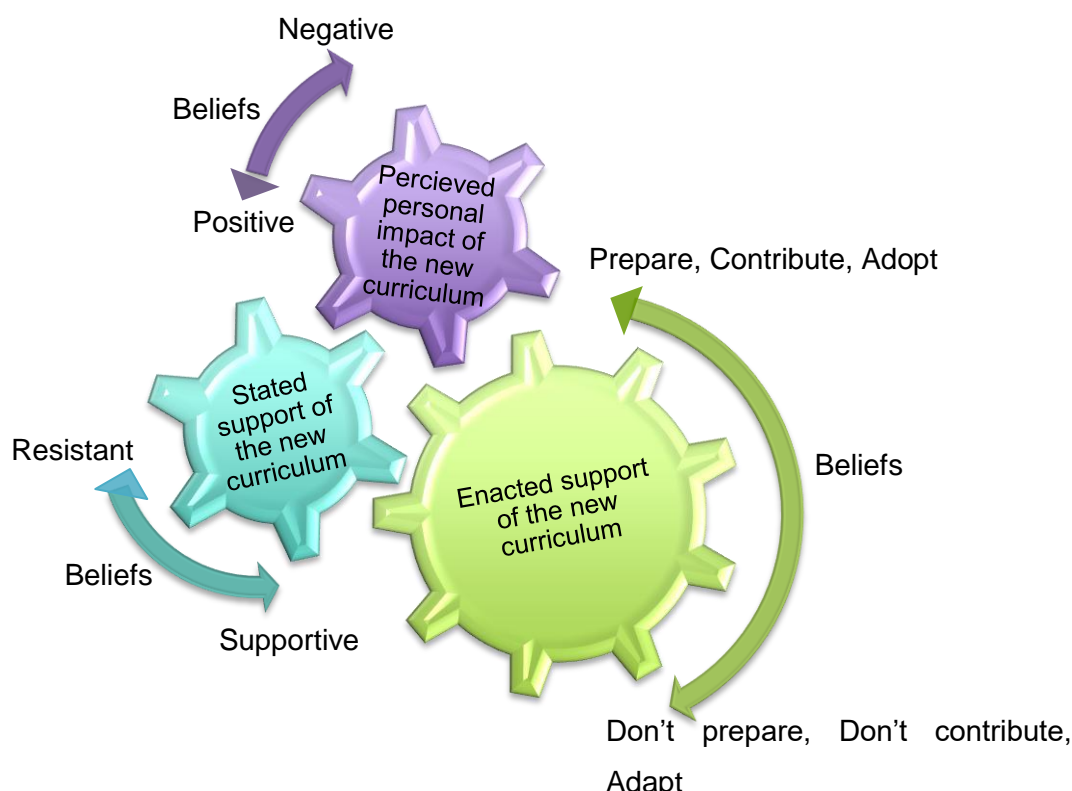 Negative
Beliefs
Positive
Percieved
personal
impact of
the new
curriculum
Prepare, Contribute, Adopt
Stated
support of
the new
curriculum
Resistant
Beliefs
Supportive
Enacted support
of the new
curriculum
Beliefs
Don't prepare, Don't contribute,
Adapt